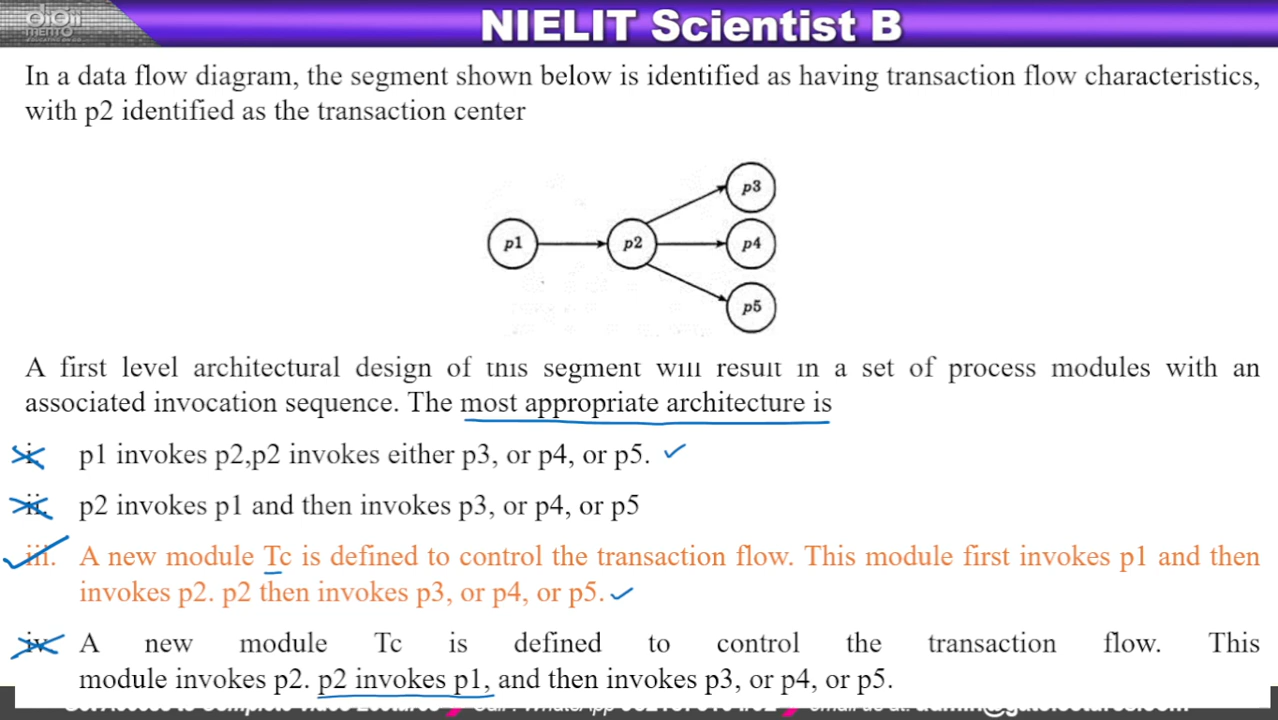 digii
MENTO
NIELIT Scientist B
In a data flow diagram, the segment shown below is identified as having transaction flow characteristics,
with p2 identified as the transaction center
p3
p1 p2 p4
p5
A first level architectural design of this segment will result in a set of process modules with an
associated invocation sequence. The most appropriate architecture is
i. p1 invokes p2,p2 invokes either p3, or p4, or p5.
ii. p2 invokes p1 and then invokes p3, or p4, or p5
iii. A new module Tc is defined to control the transaction flow. This module first invokes p1 and then
invokes p2. p2 then invokes p3, or p4, or p5.
iv A new module Tc is defined to control the transaction flow. This
module invokes p2. p2 invokes p1, and then invokes p3, or p4, or p5.